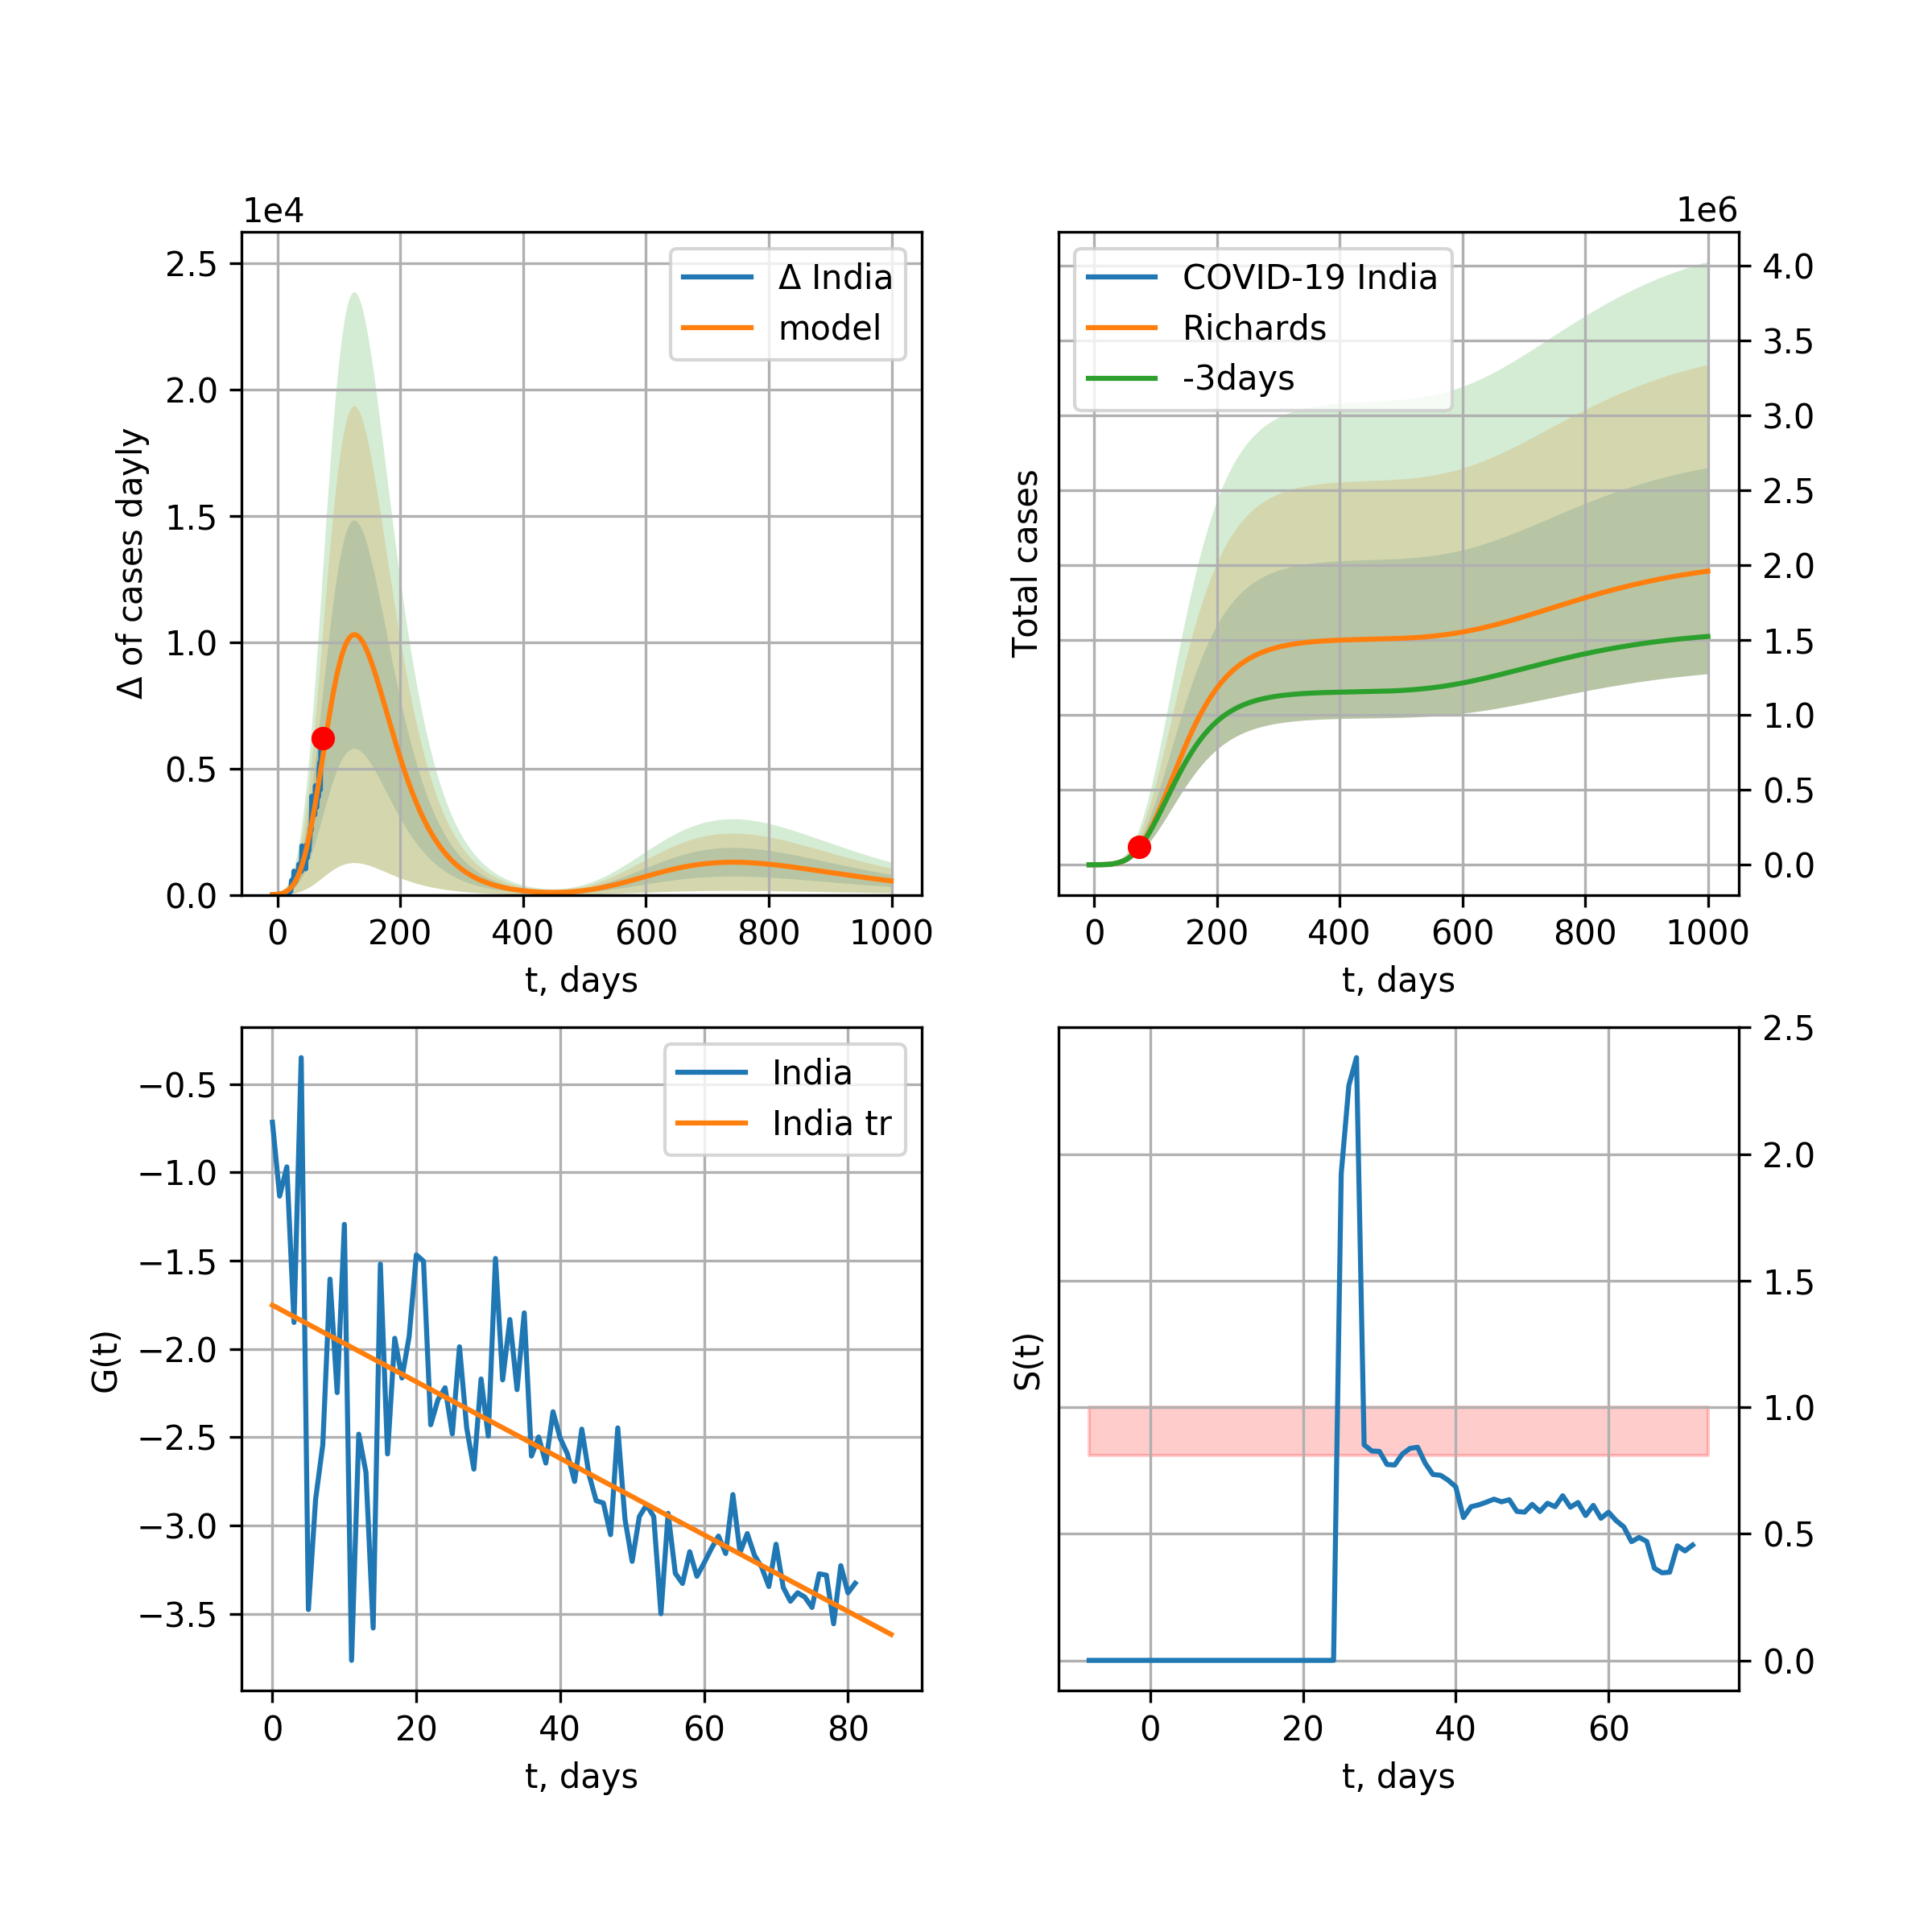 1e4
2.5
2.0
1.5
1.0
0.5
0.0
Δ of cases dayly
Δ India
model
0 200 400 600 800 1000
t, days
1e6
4.0
3.5
3.0
2.5
2.0
1.5
1.0
0.5
0.0
Total cases
COVID-19 India
Richards
-3days
0 200 400 600 800 1000
t, days
−0.5
−1.0
−1.5
−2.0
−2.5
−3.0
−3.5
G(t)
India
India tr
0 20 40 60 80
t, days
2.5
2.0
1.5
1.0
0.5
0.0
S(t)
0 20 40 60
t, days